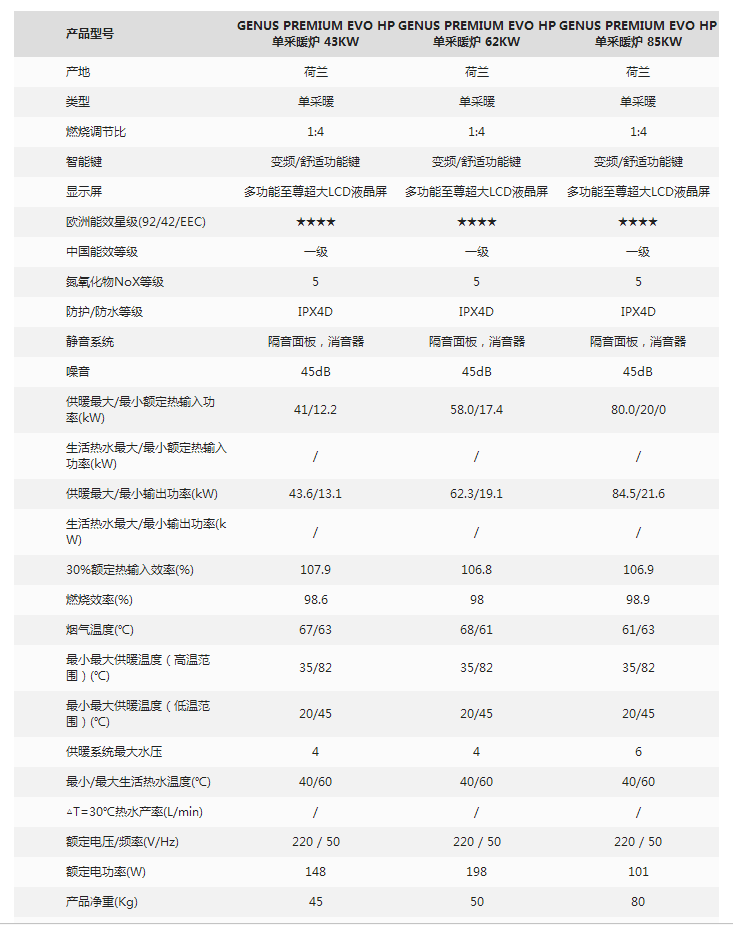 产品型号 GENUS PREMIUM EVO HP 单采暖炉 43KW GENUS PREMIUM EVO HP 单采暖炉 62KW GENUS PREMIUM EVO HP 单采暖炉 85KW
产地 荷兰 荷兰 荷兰
类型 单采暖 单采暖 单采暖
燃烧调节比 1:4 1:4 1:4
智能键 变频/舒适功能键 变频/舒适功能键 变频/舒适功能键
显示屏 多功能至尊超大LCD液晶屏 多功能至尊超大LCD液晶屏 多功能至尊超大LCD液晶屏
欧洲能效星级(92/42/EEC) ★★★★ ★★★★ ★★★★
中国能效等级 一级 一级 一级
氮氧化物NoX等级 5 5 5
防护/防水等级 IPX4D IPX4D IPX4D
静音系统 隔音面板，消音器 隔音面板，消音器 隔音面板，消音器
噪音 45dB 45dB 45dB
供暖最大/最小额定热输入功率(kW) 41/12.2 58.0/17.4 80.0/20/0
生活热水最大/最小额定热输入功率(kW) / / /
供暖最大/最小输出功率(kW) 43.6/13.1 62.3/19.1 84.5/21.6
生活热水最大/最小输出功率(kW) / / /
30%额定热输入效率(%) 107.9 106.8 106.9
燃烧效率(%) 98.6 98 98.9
烟气温度(℃) 67/63 68/61 61/63
最小最大供暖温度（高温范围）(℃) 35/82 35/82 35/82
最小最大供暖温度（低温范围）(℃) 20/45 20/45 20/45
供暖系统最大水压 4 4 6
最小/最大生活热水温度(℃) 40/60 40/60 40/60
△T=30℃热水产率(L/min) / / /
额定电压/频率(V/Hz) 220 / 50 220 / 50 220 / 50
额定电功率(W) 148 198 101
产品净重(Kg) 45 50 80